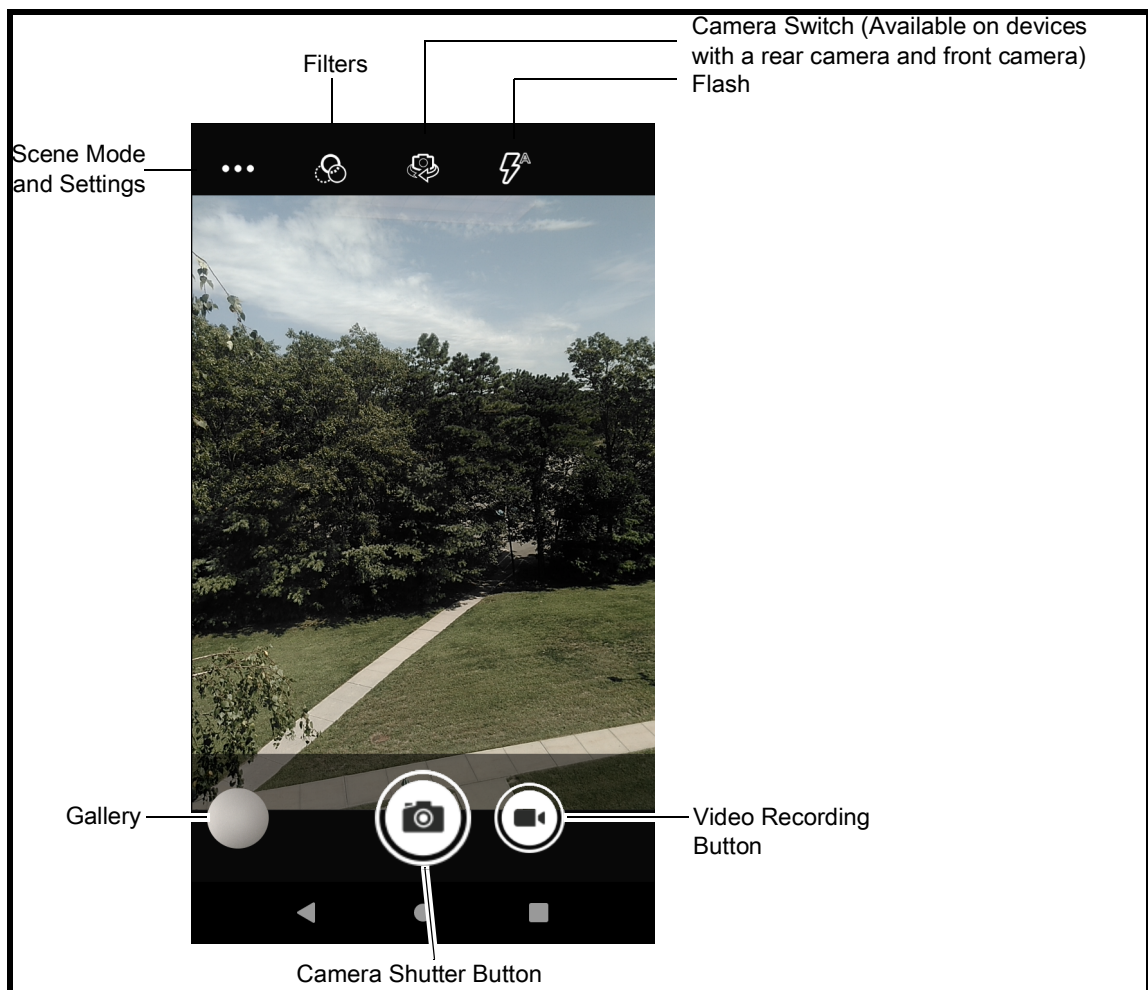 Camera Switch (Available on devices
with a rear camera and front camera)
Flash
Filters
Scene Mode
and Settings
A
Gallery
Video Recording
Button
Camera Shutter Button